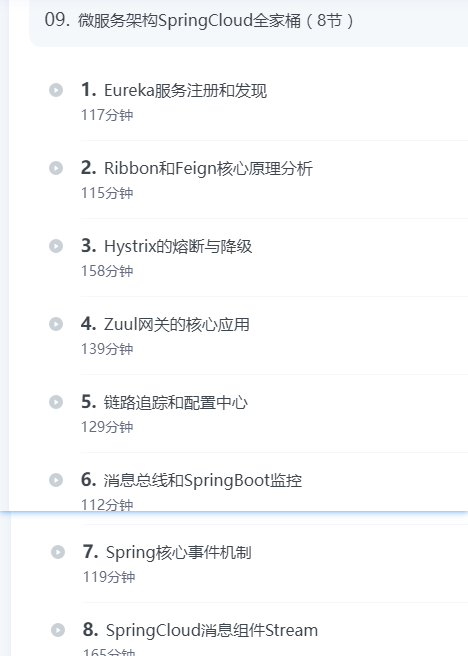 09. 微服务架构SpringCloud全家桶（8节）
1. Eureka服务注册和发现
117分钟
2. Ribbon和Feign核心原理分析
115分钟
3. Hystrix的熔断与降级
158分钟
4. Zuul网关的核心应用
139分钟
5. 链路追踪和配置中心
129分钟
6. 消息总线和SpringBoot监控
112分钟
7. Spring核心事件机制
119分钟
8. SpringCloud消息组件Stream
165分钟